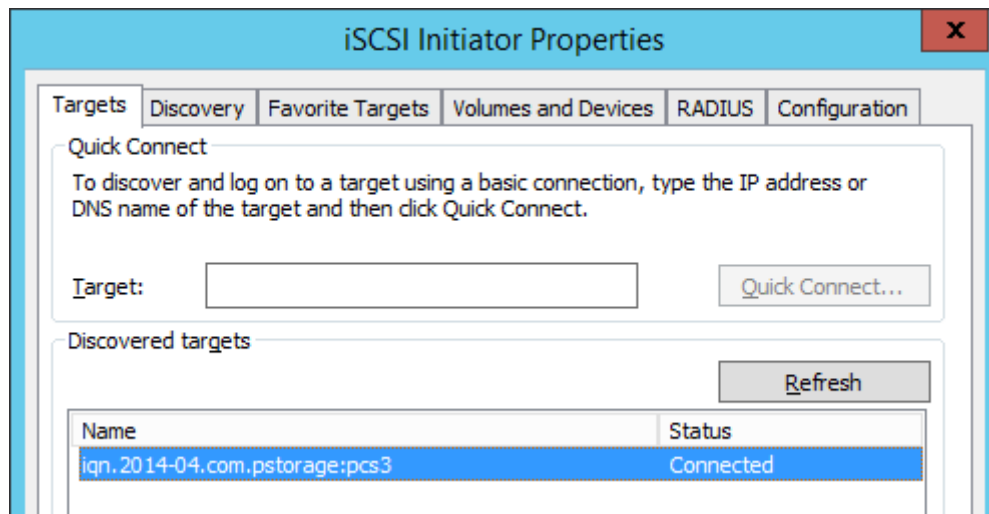 iSCSI Initiator Properties
x
Targets Discovery Favorite Targets Volumes and Devices RADIUS Configuration
Quick Connect
To discover and log on to a target using a basic connection, type the IP address or
DNS name of the target and then click Quick Connect.
Target: Quick Connect...
Discovered targets
Refresh
Name Status
iqn.2014-04.com.pstorage:pcs3 Connected